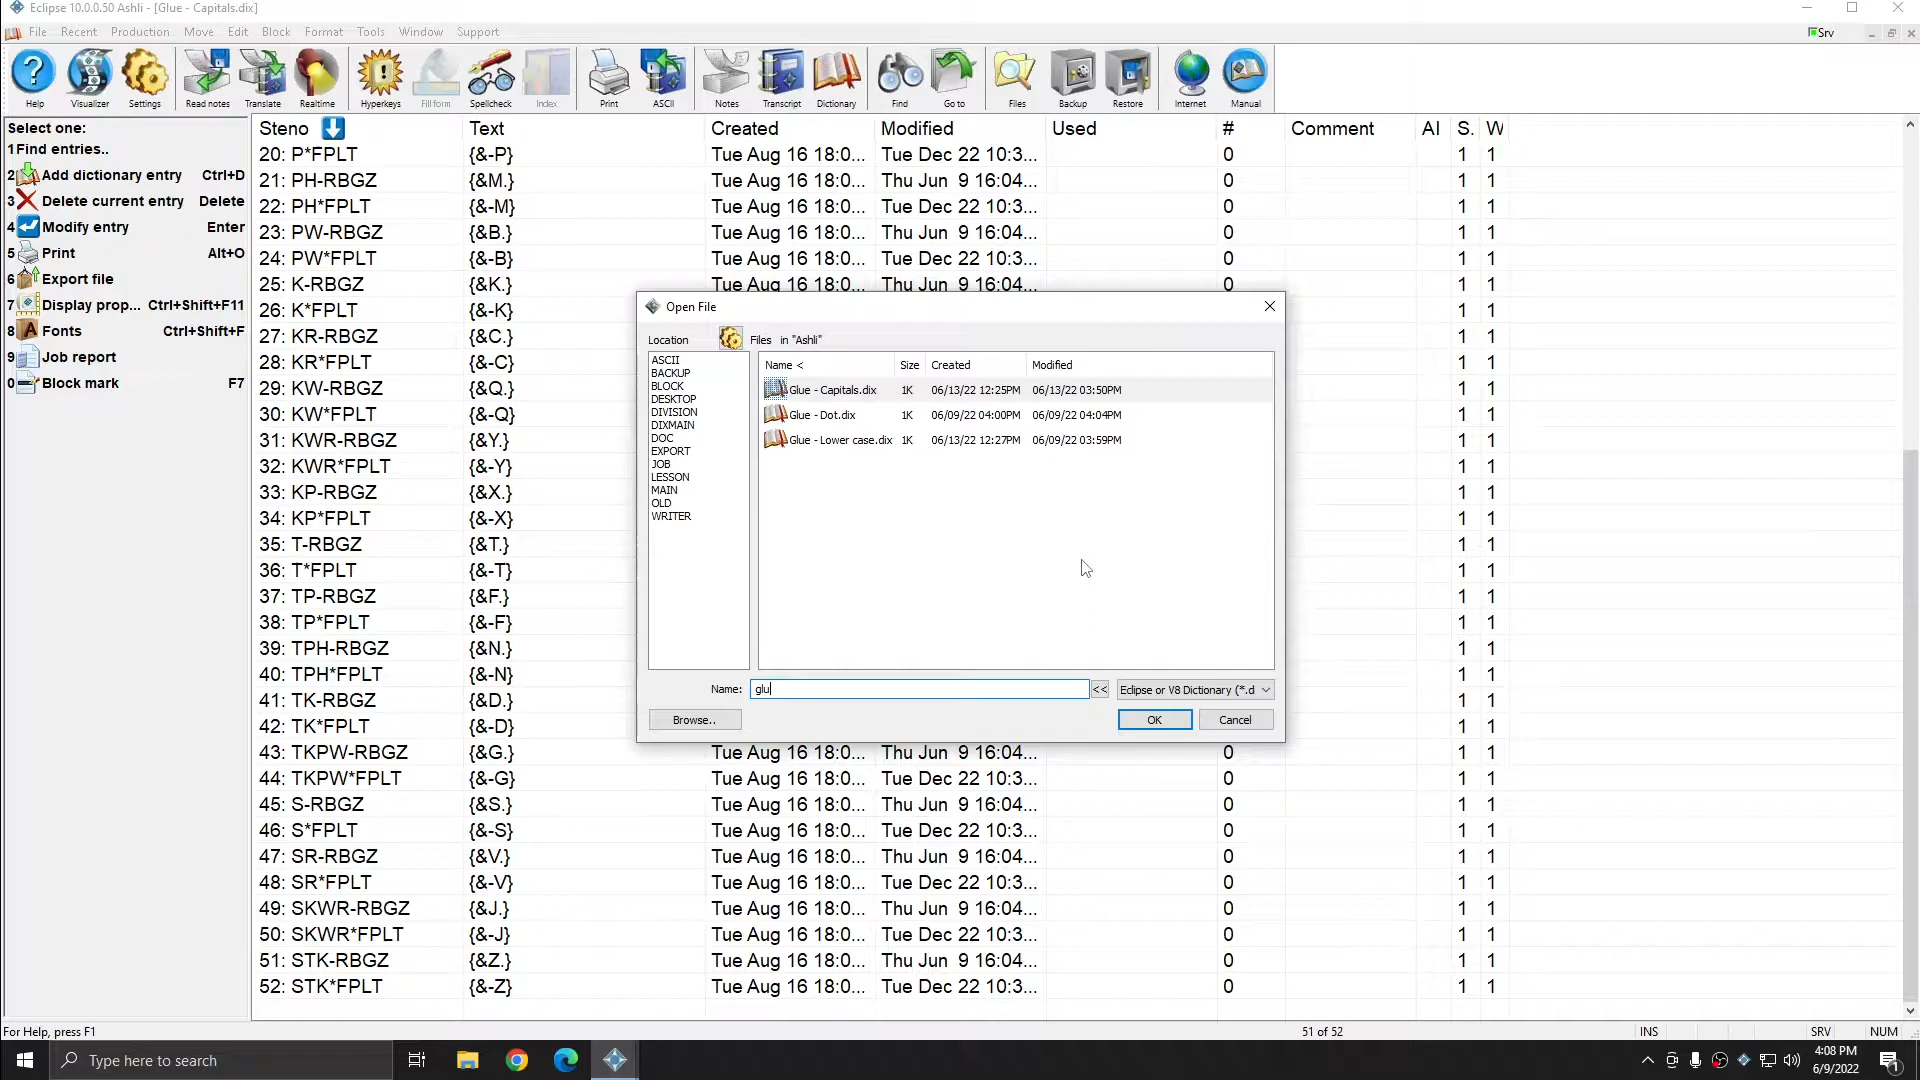 Eclipse 10.0.0.50 Ashli - [Glue - Capitals.dix]
File Recent Production Move Edit Block Format Tools Window Support
Srv
Help Visualizer Settings Read notes Translate Realtime Hyperkeys Fill form Spellcheck Index Print ASCII Notes Transcript Dictionary Find Go to Files Backup Restore Internet Manual
Select one:
1 Find entries..
2 Add dictionary entry Ctrl+D
3 Delete current entry Delete
4 Modify entry Enter
5 Print Alt+O
6 Export file
7 Display prop... Ctrl+Shift+F11
8 Fonts Ctrl+Shift+F
9 Job report
0 Block mark F7
Steno Text Created Modified Used # Comment AI S. W
20: P*FPLT {&-P} Tue Aug 16 18:0... Tue Dec 22 10:3... 0 1 1
21: PH-RBGZ {&M.} Tue Aug 16 18:0... Thu Jun 9 16:04... 0 1 1
22: PH*FPLT {&-M} Tue Aug 16 18:0... Tue Dec 22 10:3... 0 1 1
23: PW-RBGZ {&B.} Tue Aug 16 18:0... Thu Jun 9 16:04... 0 1 1
24: PW*FPLT {&-B} Tue Aug 16 18:0... Tue Dec 22 10:3... 0 1 1
25: K-RBGZ {&K.} Tue Aug 16 18:0... Thu Jun 9 16:04... 0 1 1
26: K*FPLT {&-K} 1 1
27: KR-RBGZ {&C.} 1 1
28: KR*FPLT {&-C} 1 1
29: KW-RBGZ {&Q.} 1 1
30: KW*FPLT {&-Q} 1 1
31: KWR-RBGZ {&Y.} 1 1
32: KWR*FPLT {&-Y} 1 1
33: KP-RBGZ {&X.} 1 1
34: KP*FPLT {&-X} 1 1
35: T-RBGZ {&T.} 1 1
36: T*FPLT {&-T} 1 1
37: TP-RBGZ {&F.} 1 1
38: TP*FPLT {&-F} 1 1
39: TPH-RBGZ {&N.} 1 1
40: TPH*FPLT {&-N} 1 1
41: TK-RBGZ {&D.} 1 1
42: TK*FPLT {&-D} 1 1
43: TKPW-RBGZ {&G.} Tue Aug 16 18:0... Thu Jun 9 16:04... 0 1 1
44: TKPW*FPLT {&-G} Tue Aug 16 18:0... Tue Dec 22 10:3... 0 1 1
45: S-RBGZ {&S.} Tue Aug 16 18:0... Thu Jun 9 16:04... 0 1 1
46: S*FPLT {&-S} Tue Aug 16 18:0... Tue Dec 22 10:3... 0 1 1
47: SR-RBGZ {&V.} Tue Aug 16 18:0... Thu Jun 9 16:04... 0 1 1
48: SR*FPLT {&-V} Tue Aug 16 18:0... Tue Dec 22 10:3... 0 1 1
49: SKWR-RBGZ {&J.} Tue Aug 16 18:0... Thu Jun 9 16:04... 0 1 1
50: SKWR*FPLT {&-J} Tue Aug 16 18:0... Tue Dec 22 10:3... 0 1 1
51: STK-RBGZ {&Z.} Tue Aug 16 18:0... Thu Jun 9 16:04... 0 1 1
52: STK*FPLT {&-Z} Tue Aug 16 18:0... Tue Dec 22 10:3... 0 1 1
Open File
Location
Files in "Ashli"
ASCII
BACKUP
BLOCK
DESKTOP
DIVISION
DIXMAIN
DOC
EXPORT
JOB
LESSON
MAIN
OLD
WRITER
Name < Size Created Modified
Glue - Capitals.dix 1K 06/13/22 12:25PM 06/13/22 03:50PM
Glue - Dot.dix 1K 06/09/22 04:00PM 06/09/22 04:04PM
Glue - Lower case.dix 1K 06/13/22 12:27PM 06/09/22 03:59PM
Name: glu << Eclipse or V8 Dictionary (*.d
Browse.. OK Cancel
For Help, press F1 51 of 52 INS SRV NUM
Type here to search
4:08 PM
6/9/2022
1